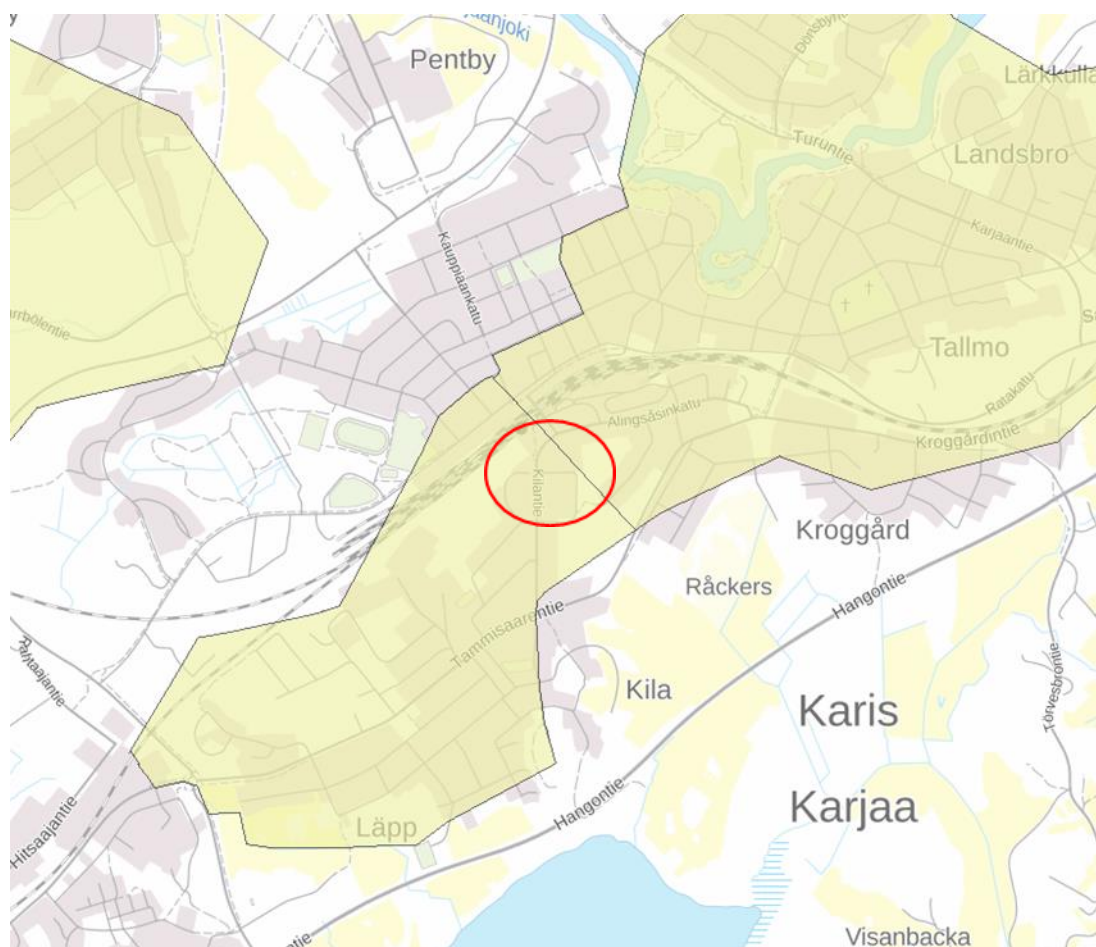 Pentby
Lärkkulla
Turuntie
Landsbro
Karjaantie
Kauppiaankatu
Tallmo
Ratakatu
Alingsåsinkatu
Kroggårdintie
Kilantie
Kroggård
Råckers
Hangontie
Tammisaarentie
Kila
Karis
Karjaa
Läpp
Hangontie
Hitsaajantie
Visanbacka